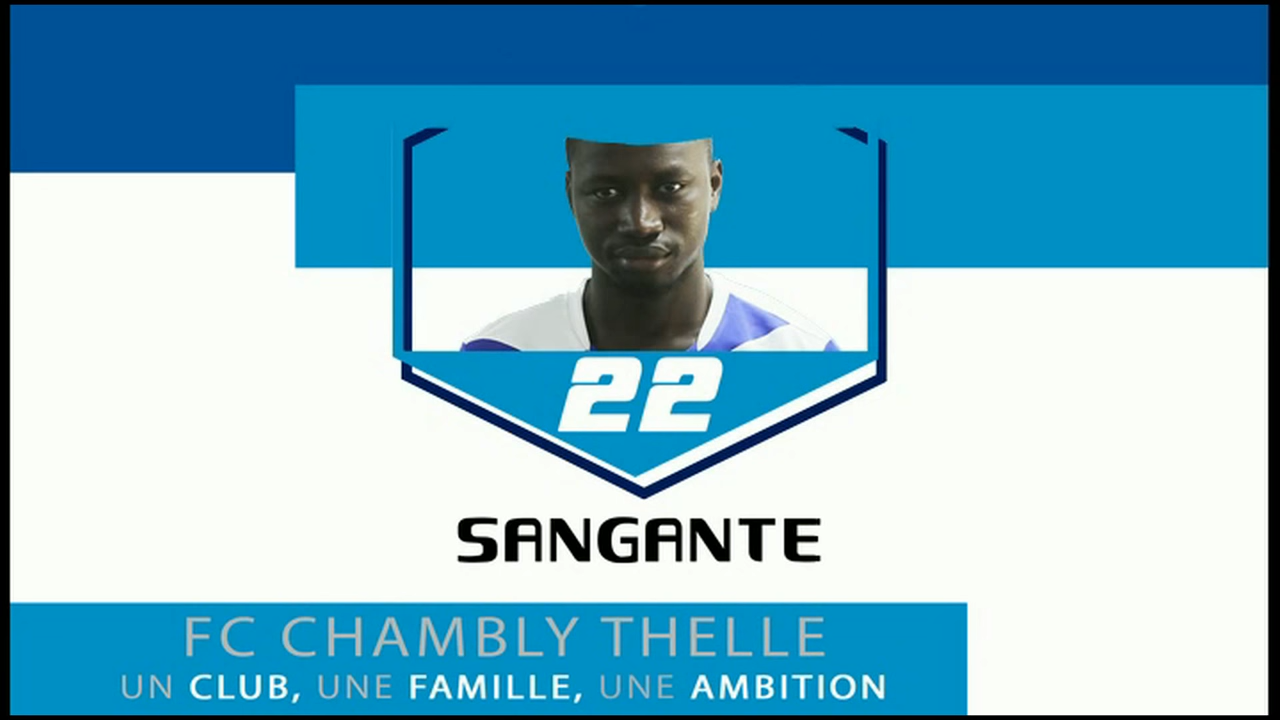 22
SANGANTE
FC CHAMBLY THELLE
UN CLUB, UNE FAMILLE, UNE AMBITION